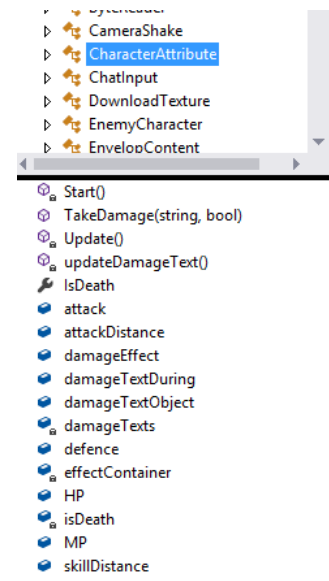 ByteReader
CameraShake
CharacterAttribute
ChatInput
DownloadTexture
EnemyCharacter
EnvelopContent
Start()
TakeDamage(string, bool)
Update()
updateDamageText()
IsDeath
attack
attackDistance
damageEffect
damageTextDuring
damageTextObject
damageTexts
defence
effectContainer
HP
isDeath
MP
skillDistance